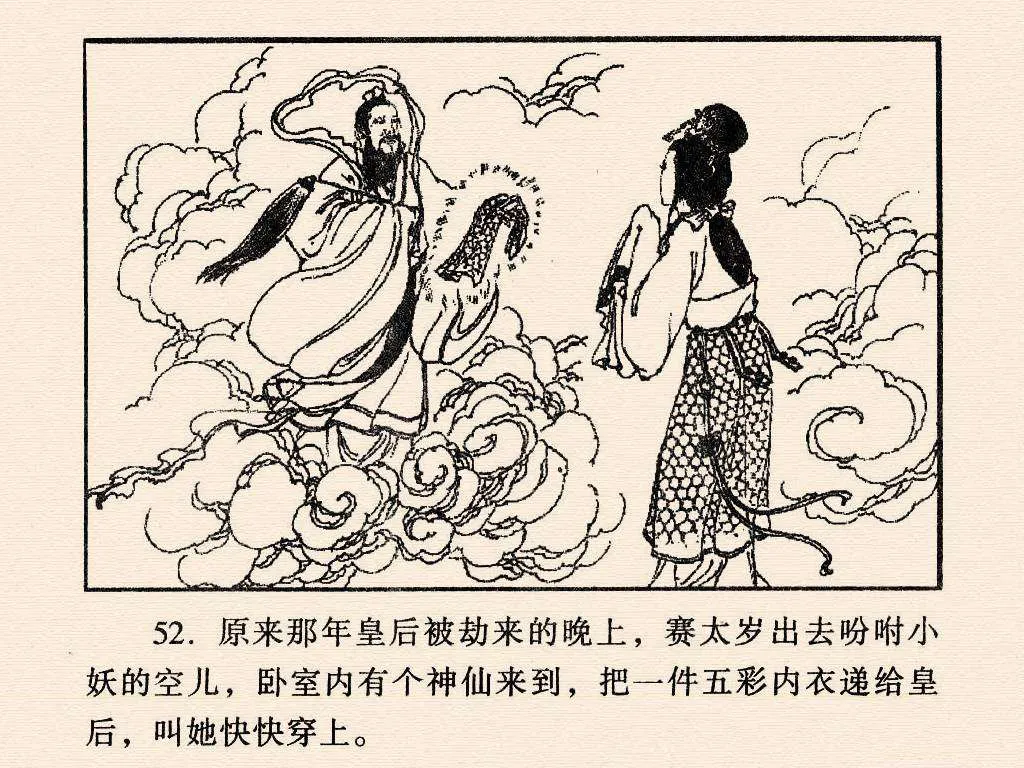 52. 原来那年皇后被劫来的晚上，赛太岁出去吩咐小
妖的空儿，卧室内有个神仙来到，把一件五彩内衣递给皇
后，叫她快快穿上。